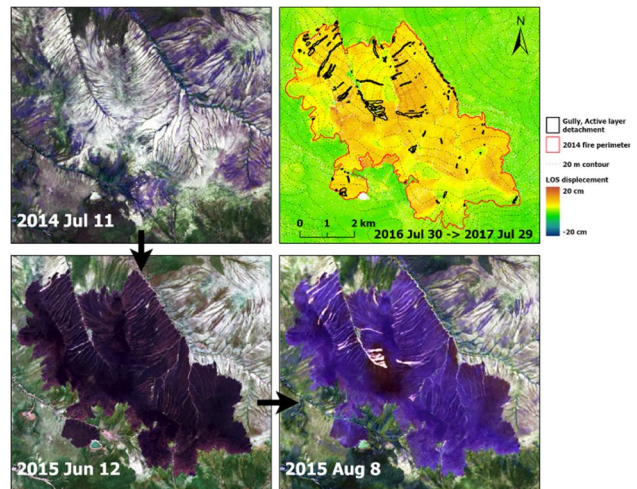 2014 Jul 11
N
0 1 2 km
2016 Jul 30 -> 2017 Jul 29
Gully, Active layer
detachment
2014 fire perimeter
20 m contour
LOS displacement
20 cm
-20 cm
2015 Jun 12
2015 Aug 8